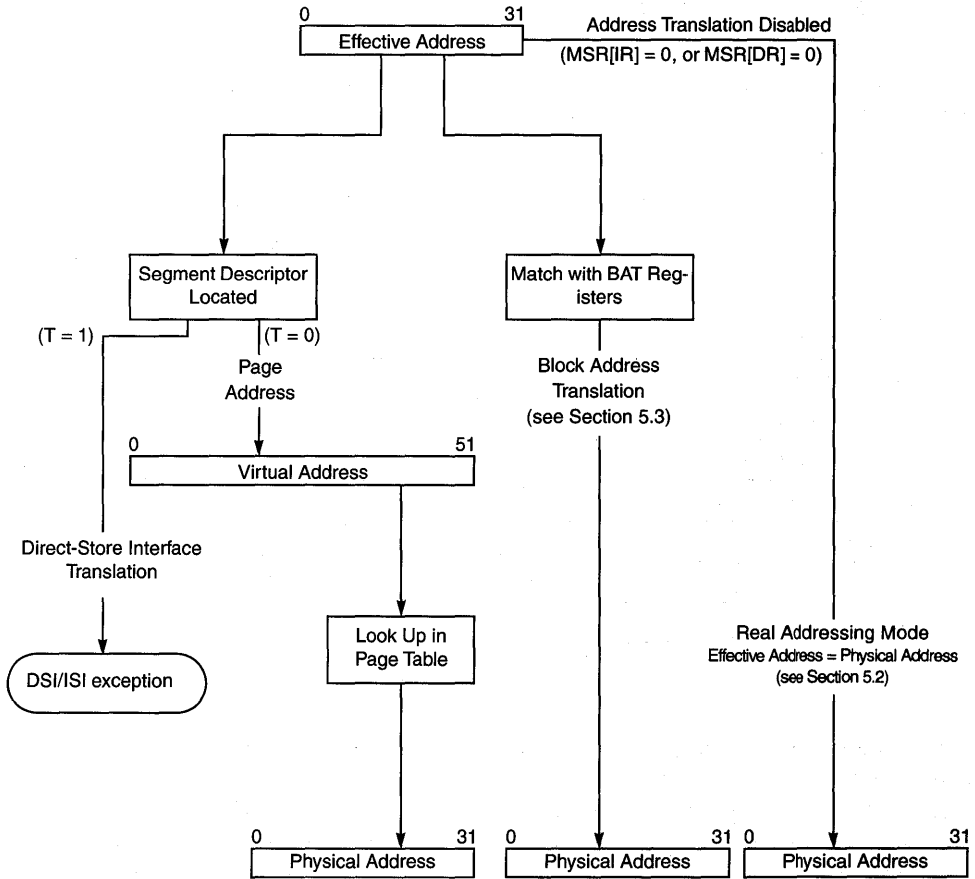 0 31
Effective Address
Address Translation Disabled
(MSR[IR] = 0, or MSR[DR] = 0)
Segment Descriptor
Located
Match with BAT Reg-
isters
(T = 1)
(T = 0)
Page
Address
Block Address
Translation
(see Section 5.3)
0 51
Virtual Address
Direct-Store Interface
Translation
Look Up in
Page Table
Real Addressing Mode
Effective Address = Physical Address
(see Section 5.2)
DSI/ISI exception
0 31
Physical Address
0 31
Physical Address
0 31
Physical Address